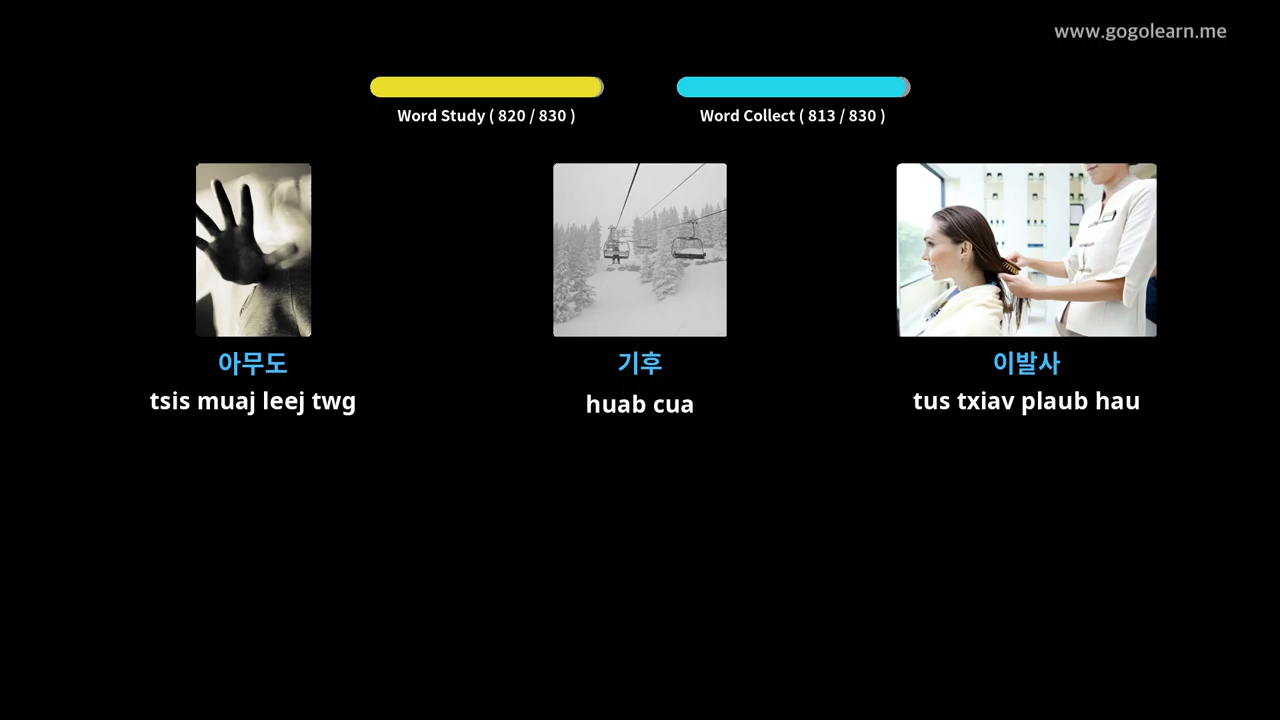 www.gogolearn.me
Word Study ( 820 / 830 )
Word Collect ( 813 / 830 )
아무도
tsis muaj leej twg
기후
huab cua
이발사
tus txiav plaub hau